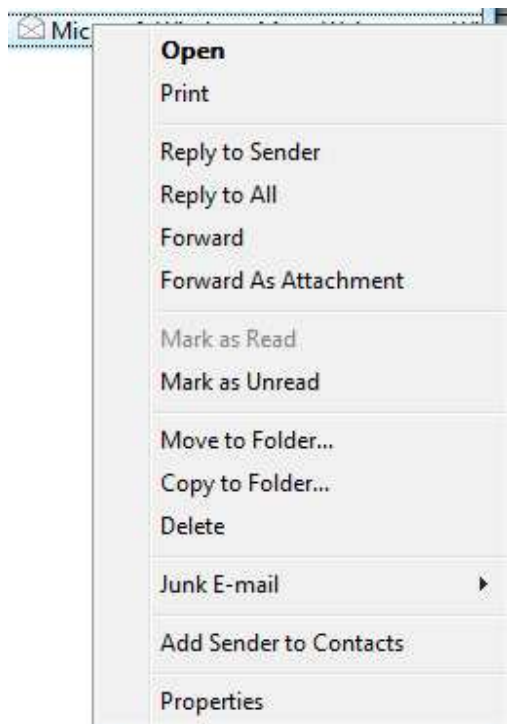 Mic
Open
Print
Reply to Sender
Reply to All
Forward
Forward As Attachment
Mark as Read
Mark as Unread
Move to Folder...
Copy to Folder...
Delete
Junk E-mail
Add Sender to Contacts
Properties